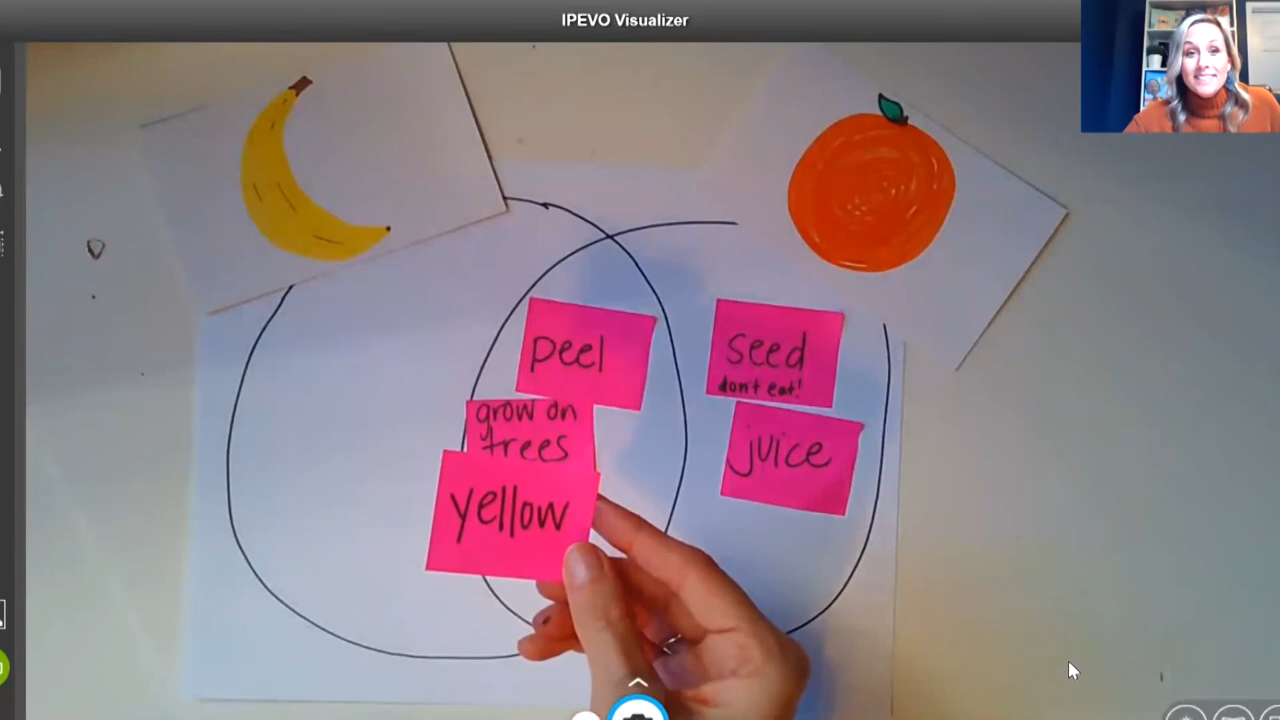 IPEVO Visualizer
peel
seed
don't eat!
grow on
trees
juice
yellow